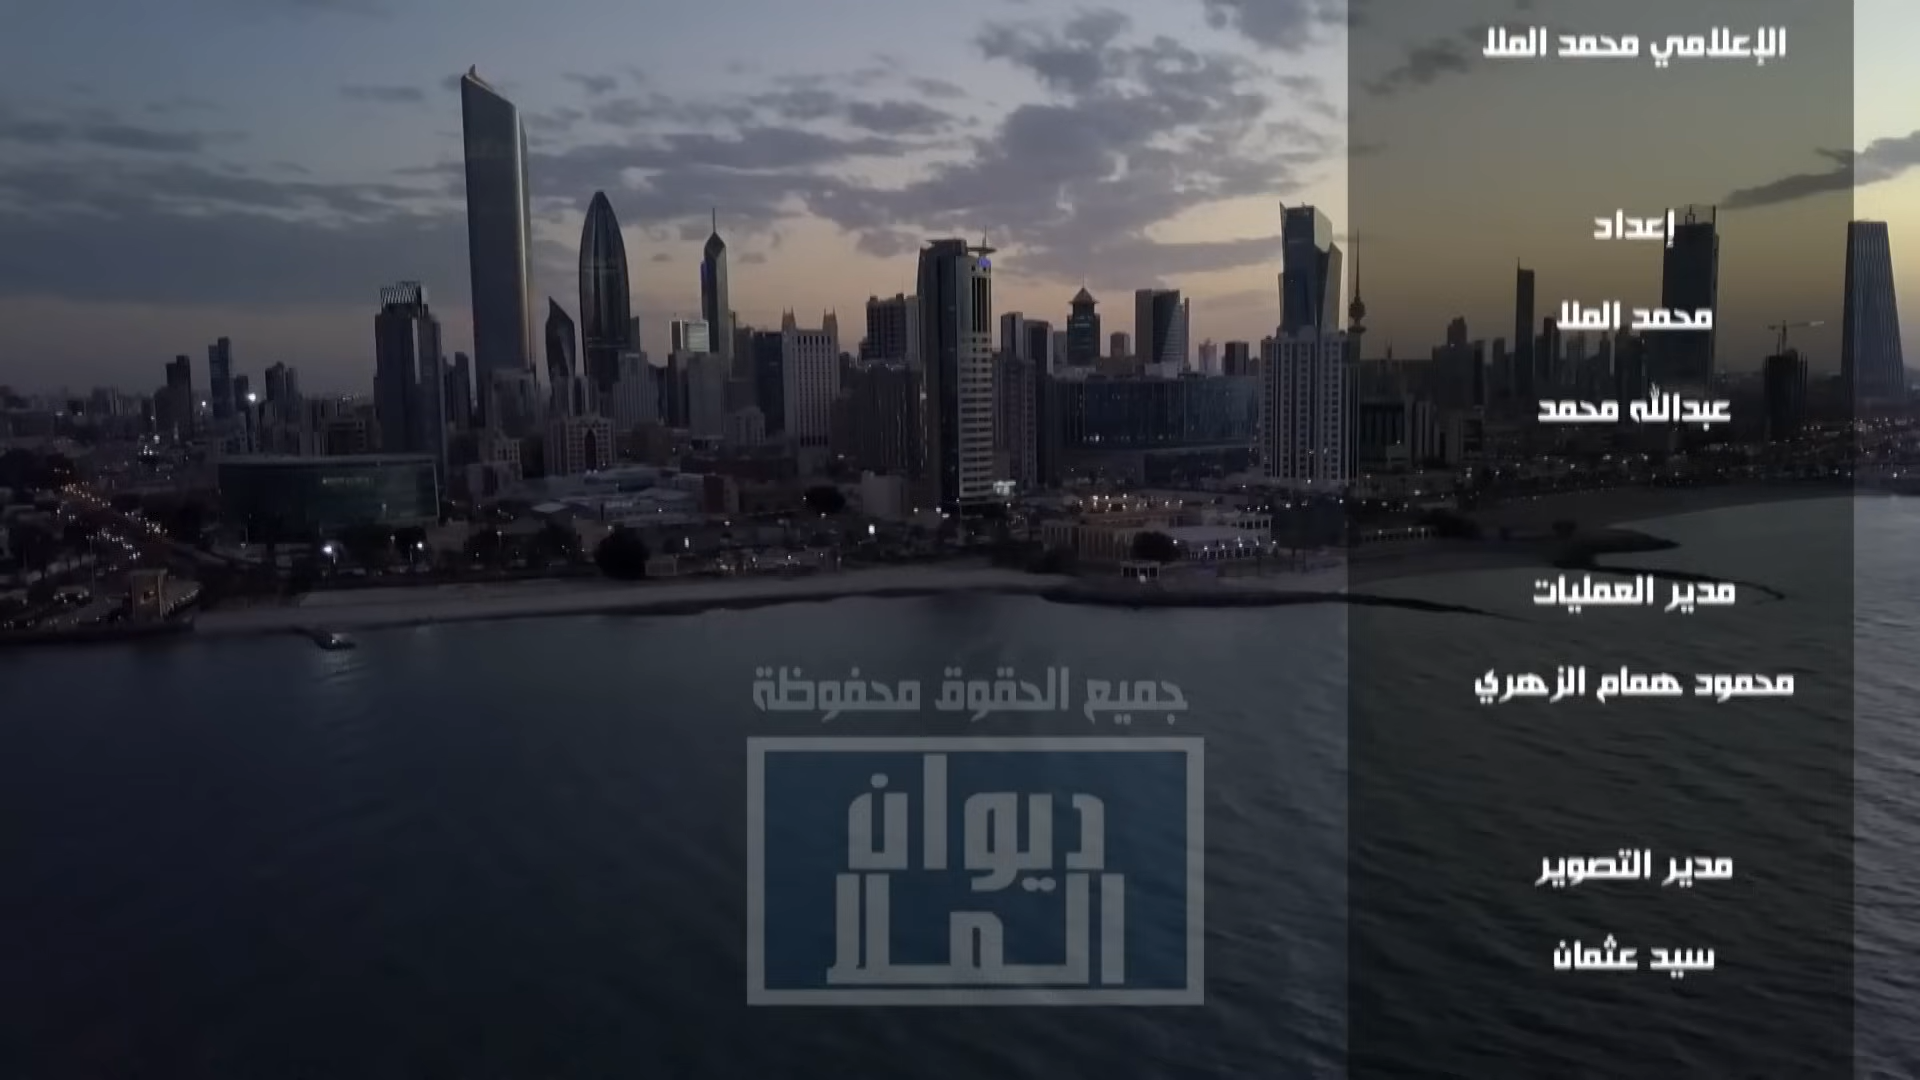 الإعلامي محمد الملا
إعداد
محمد الملا
عبدالله محمد
مدير العمليات
محمود همام الزهري
مدير التصوير
سيد عثمان
جميع الحقوق محفوظة
ديوان
الملا